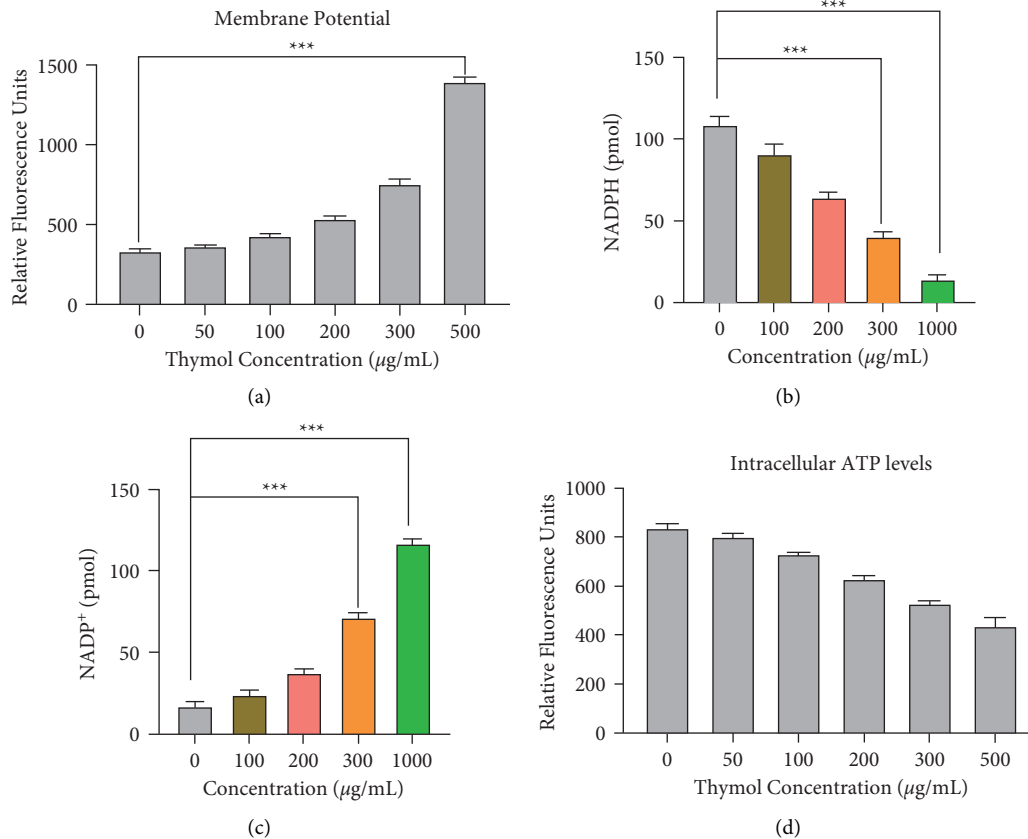 Membrane Potential
***
Relative Fluorescence Units
1500
1000
500
0
0 50 100 200 300 500
Thymol Concentration (µg/mL)
(a)
***
***
NADPH (pmol)
150
100
50
0
0 100 200 300 1000
Concentration (µg/mL)
(b)
***
***
NADP⁺ (pmol)
150
100
50
0
0 100 200 300 1000
Concentration (µg/mL)
(c)
Intracellular ATP levels
Relative Fluorescence Units
1000
800
600
400
200
0
0 50 100 200 300 500
Thymol Concentration (µg/mL)
(d)